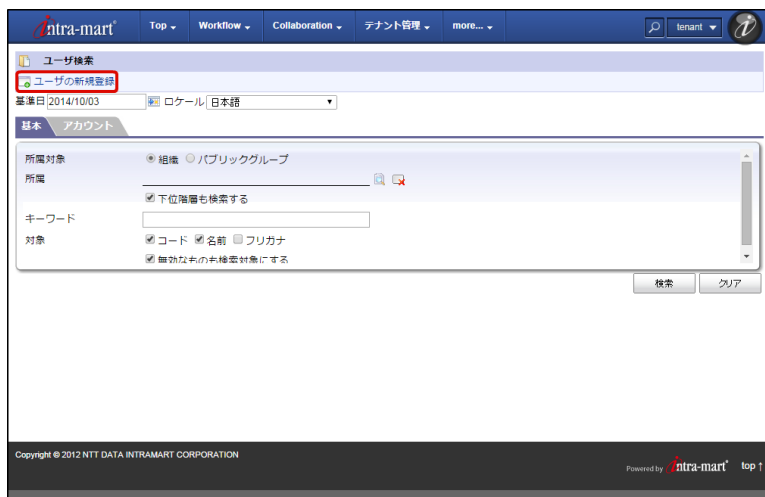 intra-mart Top Workflow Collaboration テナント管理 more... tenant
ユーザ検索
ユーザの新規登録
基準日 2014/10/03 ロケール 日本語
基本 アカウント
所属対象 組織 パブリックグループ
所属
下位階層も検索する
キーワード
対象 コード 名前 フリガナ
無効なものも検索対象にする
検索 クリア
Copyright © 2012 NTT DATA INTRAMART CORPORATION
Powered by intra-mart top ↑